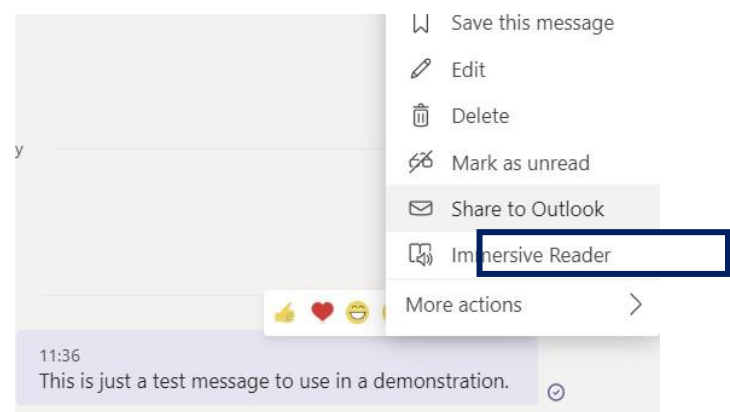 Save this message
Edit
Delete
y
Mark as unread
Share to Outlook
Immersive Reader
More actions
11:36
This is just a test message to use in a demonstration.